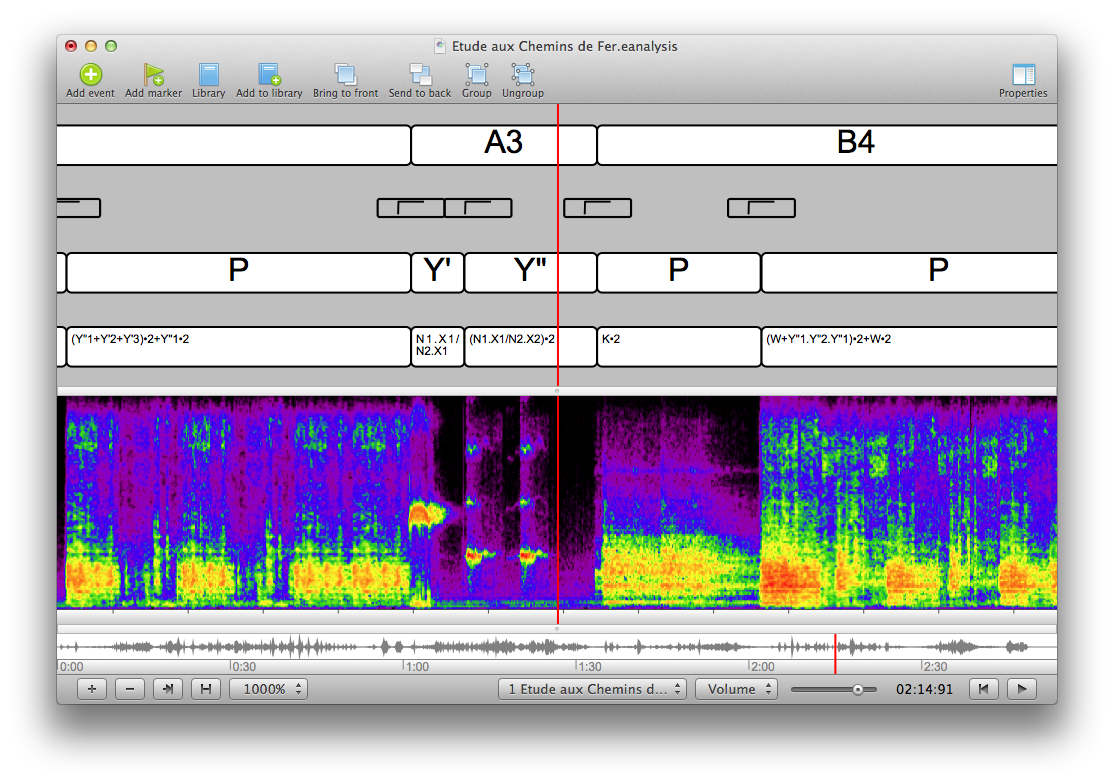 Etude aux Chemins de Fer.eanalysis
Add event Add marker Library Add to library Bring to front Send to back Group Ungroup Properties
A3 B4
P Y' Y" P P
(Y"1+Y'2+Y'3)•2+Y"1•2 N1.X1/ (N1.X1/N2.X2)•2 K•2 (W+Y"1.Y"2.Y"1)•2+W•2
N2.X1
0:00 0:30 1:00 1:30 2:00 2:30
1000% 1 Etude aux Chemins d... Volume 02:14:91